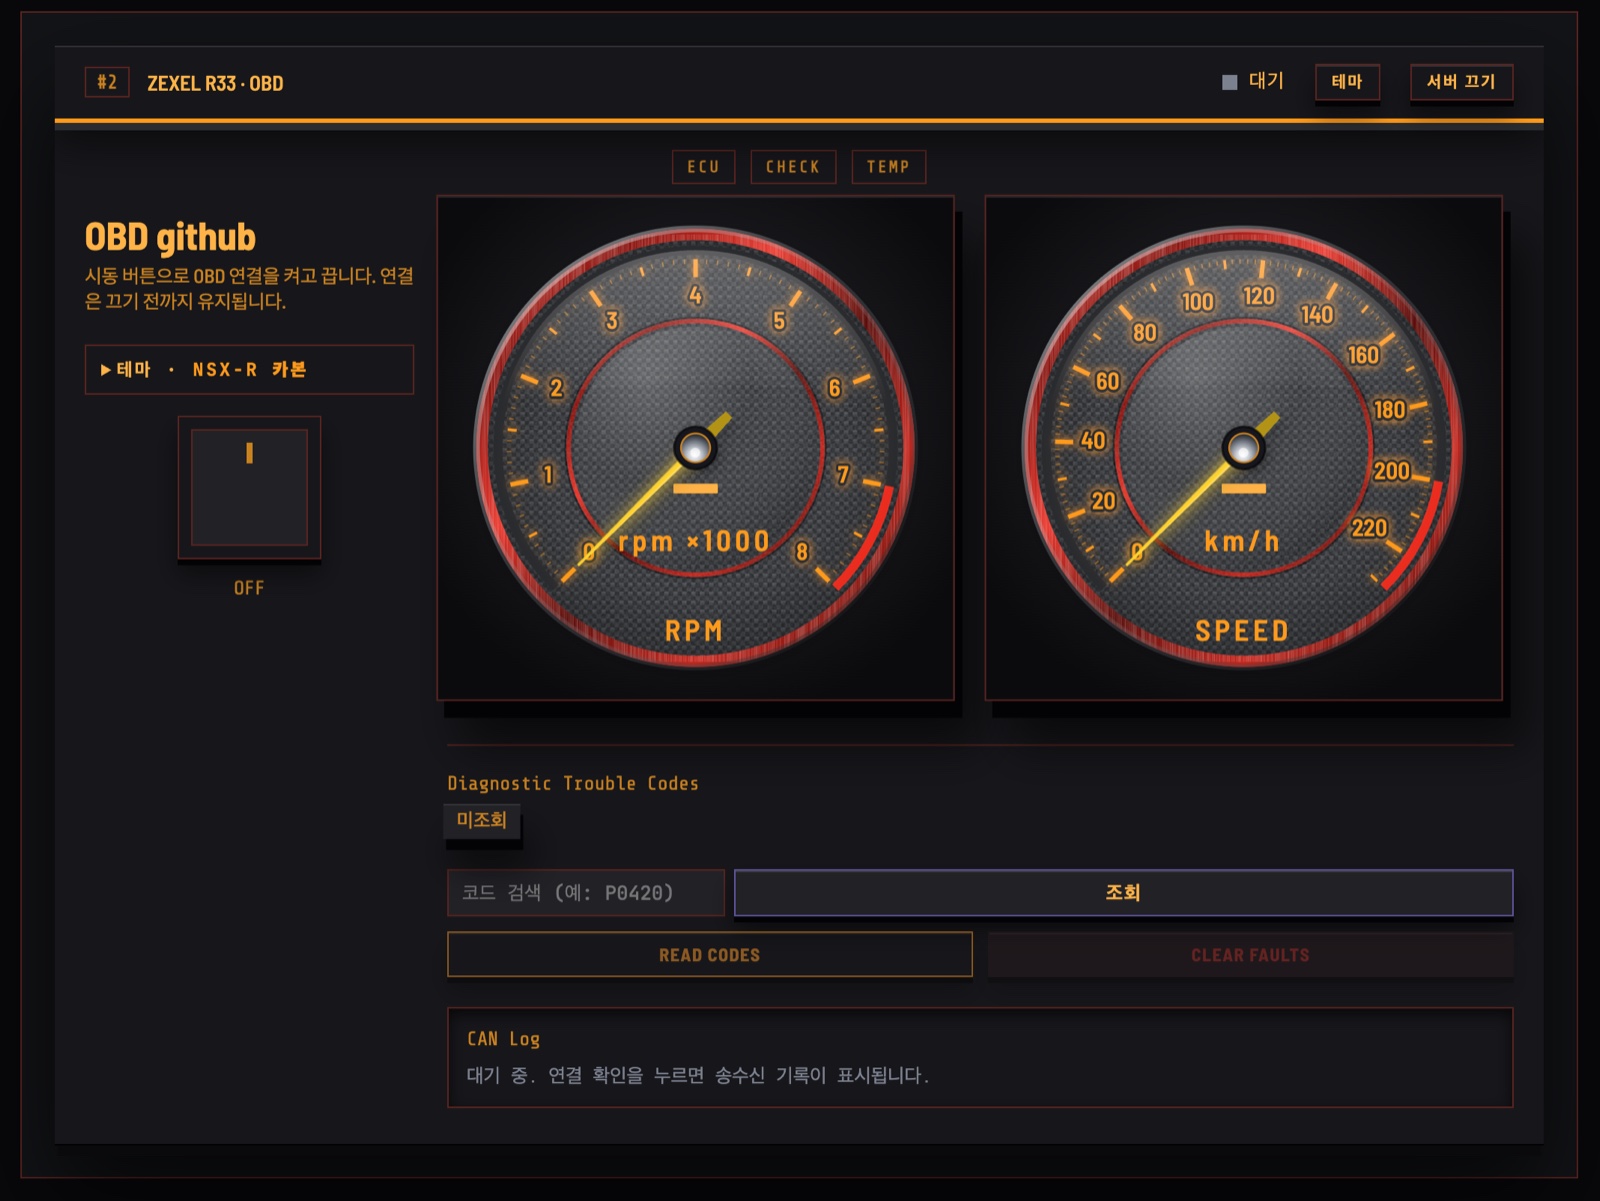 #2 ZEXEL R33 · OBD
대기 테마 서버 끄기
ECU CHECK TEMP
OBD github
시동 버튼으로 OBD 연결을 켜고 끕니다. 연결
은 끄기 전까지 유지됩니다.
▶테마 · NSX-R 카본
OFF
0
1
2
3
4
5
6
7
8
rpm ×1000
RPM
0
20
40
60
80
100
120
140
160
180
200
220
km/h
SPEED
Diagnostic Trouble Codes
미조회
코드 검색 (예: P0420) 조회
READ CODES CLEAR FAULTS
CAN Log
대기 중. 연결 확인을 누르면 송수신 기록이 표시됩니다.